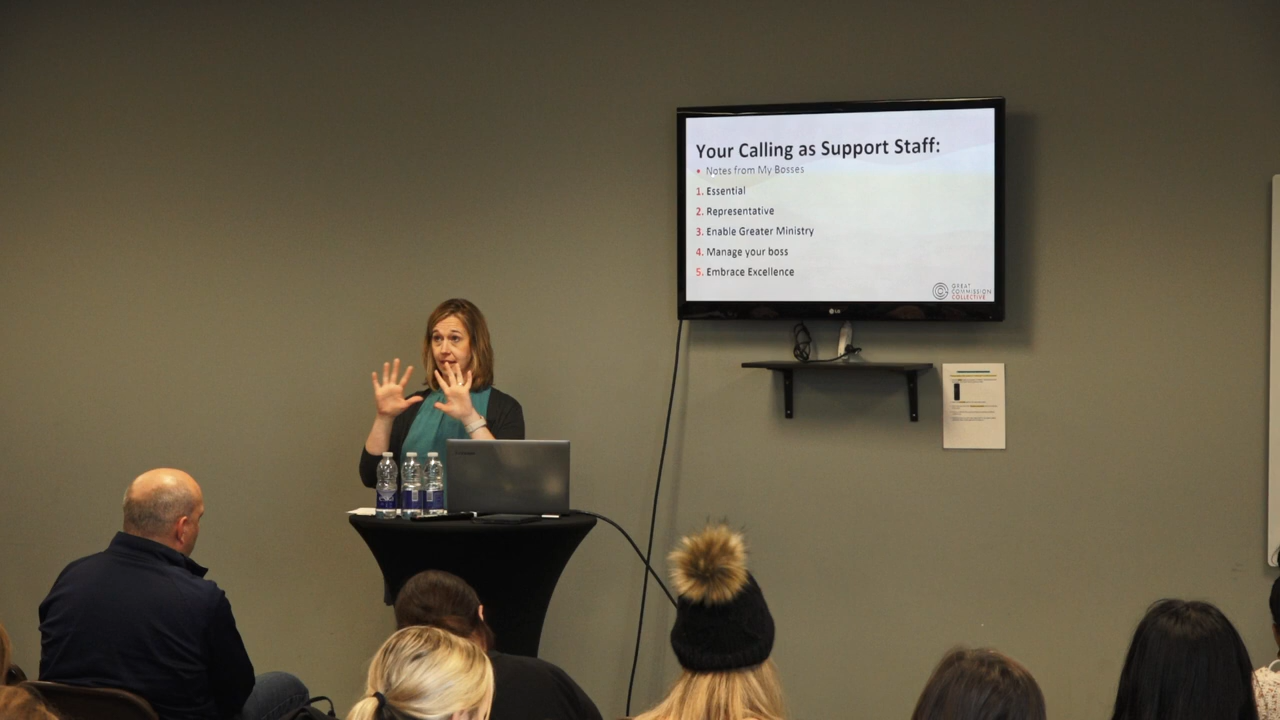 Your Calling as Support Staff:
• Notes from My Bosses
1. Essential
2. Representative
3. Enable Greater Ministry
4. Manage your boss
5. Embrace Excellence
GREAT
COMMISSION
COLLECTIVE
LG